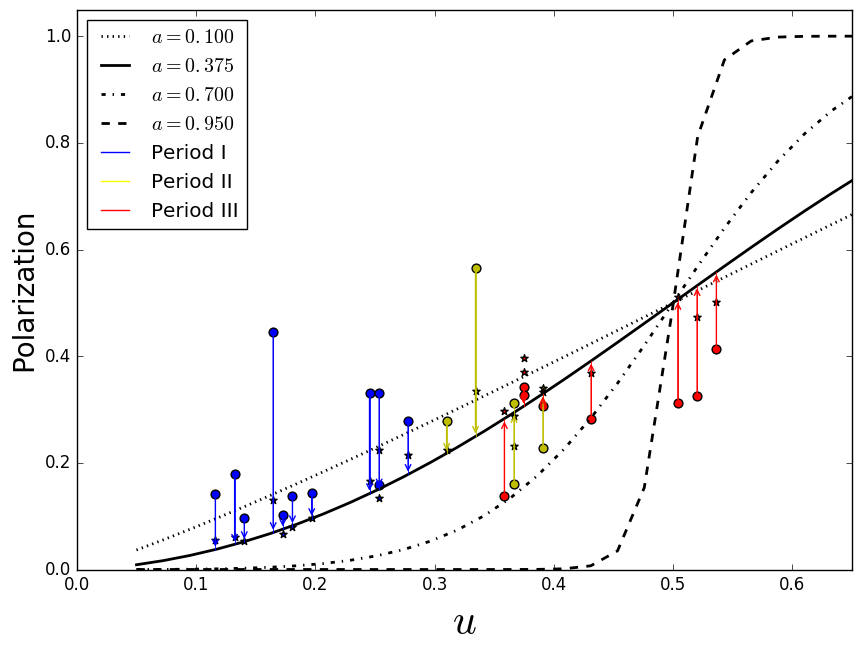 a = 0.100
a = 0.375
a = 0.700
a = 0.950
Period I
Period II
Period III
Polarization
1.0
0.8
0.6
0.4
0.2
0.0
0.0 0.1 0.2 0.3 0.4 0.5 0.6
u